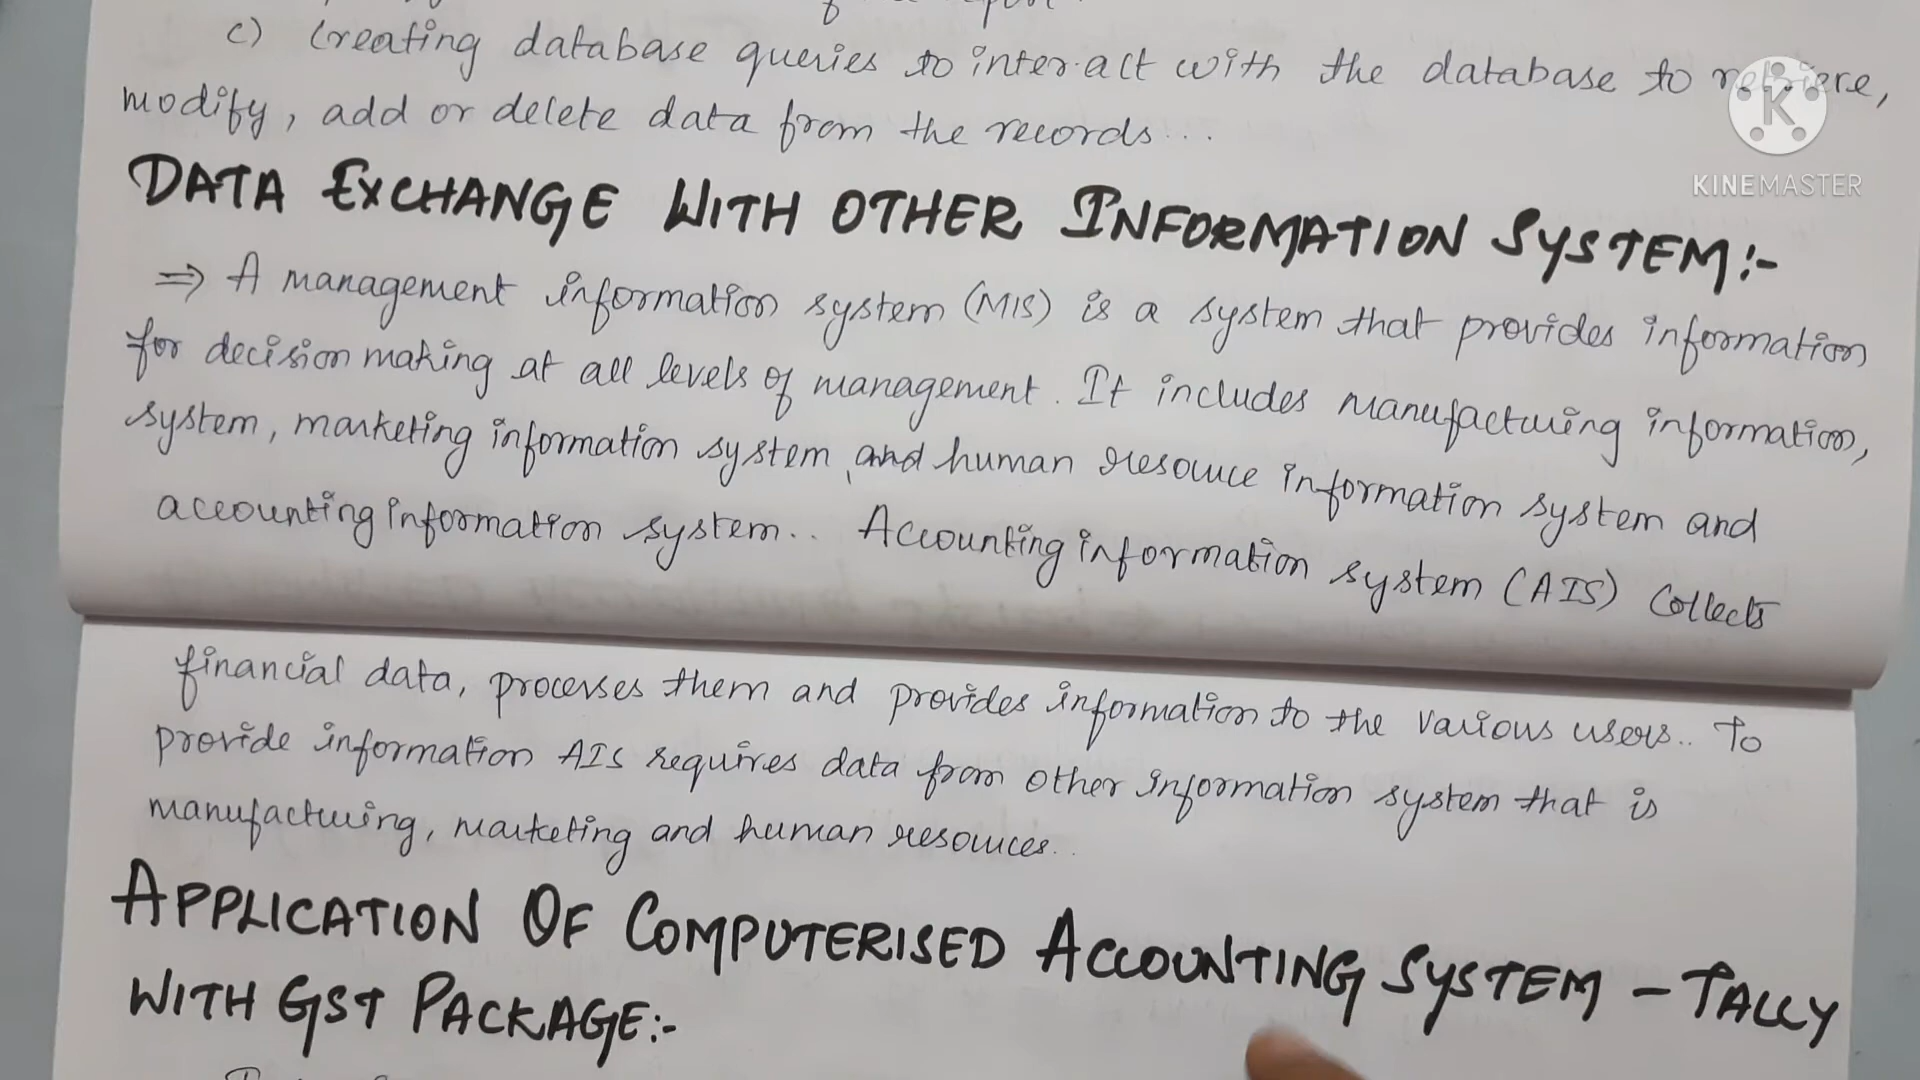 c) Creating database queries to interact with the database to retriere,
modify, add or delete data from the records...
DATA EXCHANGE WITH OTHER INFORMATION SYSTEM:-
⇒ A management information system (MIS) is a system that provides information
for decision making at all levels of management. It includes manufacturing information,
system, marketing information system, and human resource information system and
accounting information system.. Accounting information system (AIS) collects
financial data, processes them and provides information to the various users.. To
provide information AIS requires data from other information system that is
manufacturing, marketing and human resources..
APPLICATION OF COMPUTERISED ACCOUNTING SYSTEM - TALLY
WITH GST PACKAGE:-
K
KINEMASTER